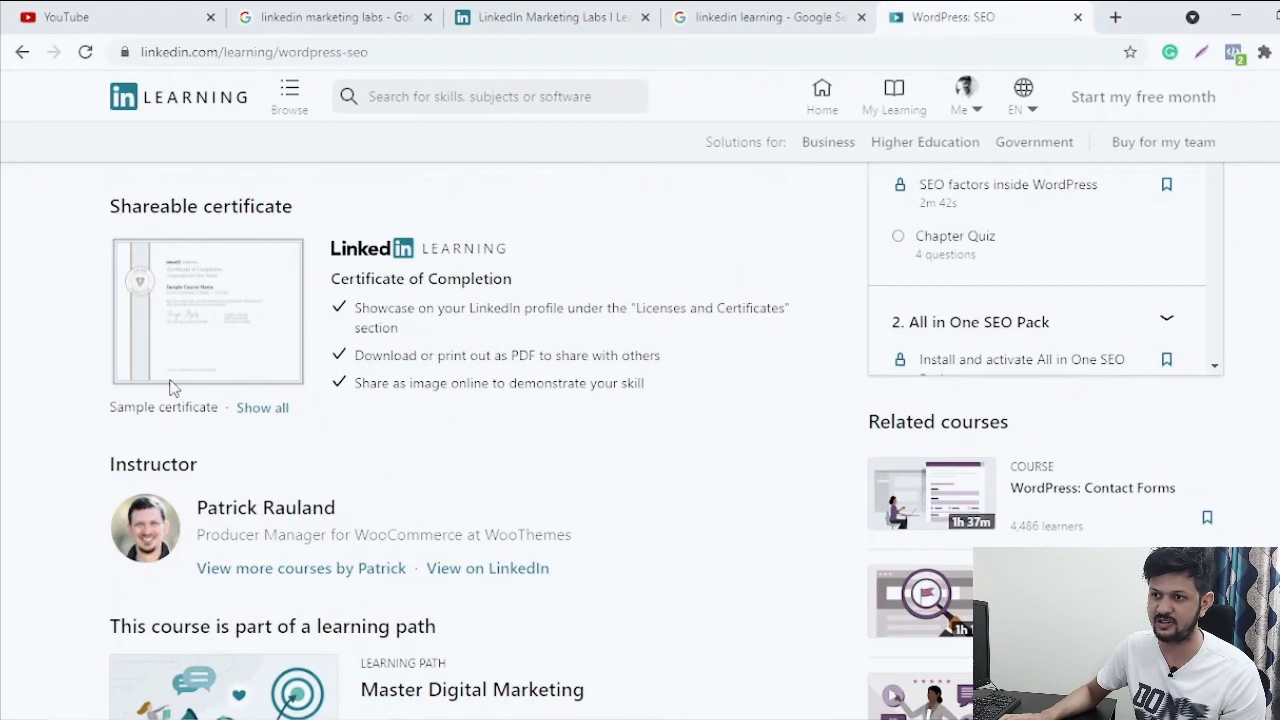 YouTube
linkedin marketing labs - Goo
LinkedIn Marketing Labs I Lea
linkedin learning - Google Se
WordPress: SEO
linkedin.com/learning/wordpress-seo
2
in LEARNING
Browse
Search for skills, subjects or software
Home
My Learning
Me
EN
Start my free month
Solutions for:
Business
Higher Education
Government
Buy for my team
SEO factors inside WordPress
2m 42s
Chapter Quiz
4 questions
2. All in One SEO Pack
Install and activate All in One SEO
Shareable certificate
Sample Course Name
Linkedin LEARNING
Certificate of Completion
Showcase on your LinkedIn profile under the "Licenses and Certificates"
section
Download or print out as PDF to share with others
Share as image online to demonstrate your skill
Sample certificate · Show all
Instructor
Patrick Rauland
Producer Manager for WooCommerce at WooThemes
View more courses by Patrick · View on LinkedIn
This course is part of a learning path
LEARNING PATH
Master Digital Marketing
Related courses
COURSE
WordPress: Contact Forms
1h 37m
4,486 learners